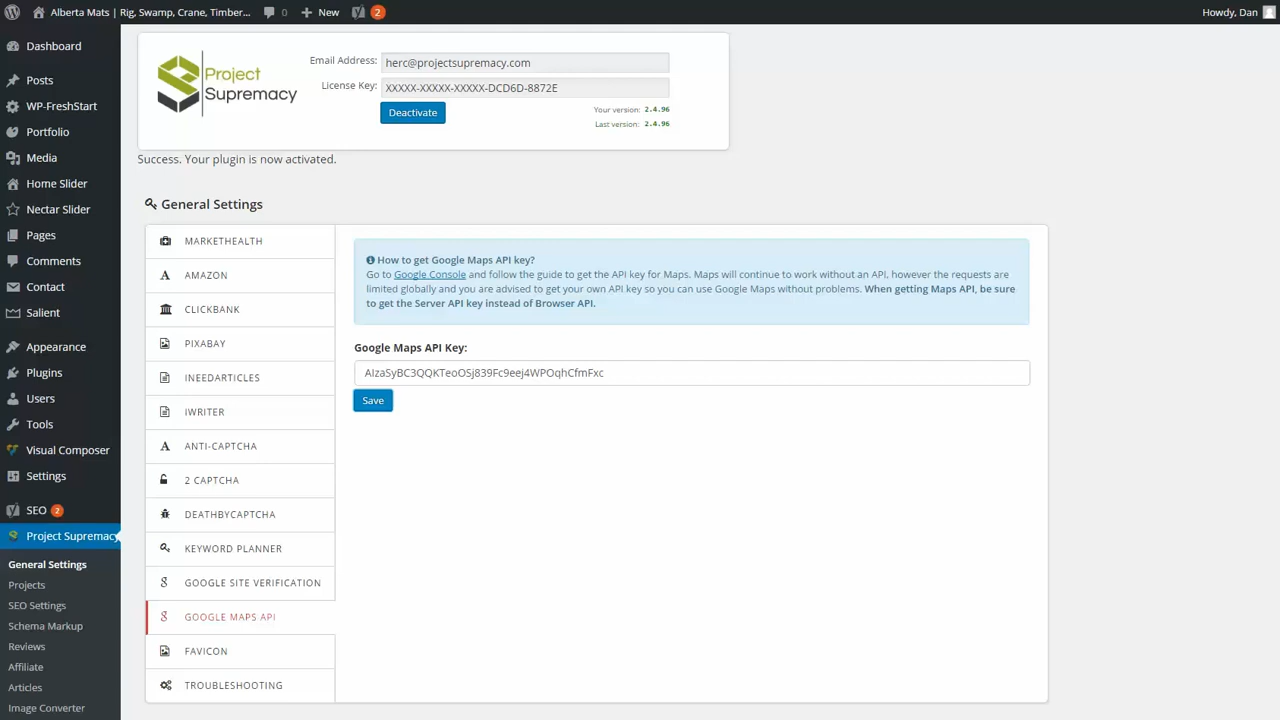 Alberta Mats | Rig, Swamp, Crane, Timber... 0 New 2 Howdy, Dan
Dashboard
Posts
WP-FreshStart
Portfolio
Media
Home Slider
Nectar Slider
Pages
Comments
Contact
Salient
Appearance
Plugins
Users
Tools
Visual Composer
Settings
SEO 2
Project Supremacy
General Settings
Projects
SEO Settings
Schema Markup
Reviews
Affiliate
Articles
Image Converter
Project
Supremacy
Email Address: herc@projectsupremacy.com
License Key: XXXXX-XXXXX-XXXXX-DCD6D-8872E
Deactivate
Your version: 2.4.96
Last version: 2.4.96
Success. Your plugin is now activated.
General Settings
MARKETHEALTH
AMAZON
CLICKBANK
PIXABAY
INEEDARTICLES
IWRITER
ANTI-CAPTCHA
2 CAPTCHA
DEATHBYCAPTCHA
KEYWORD PLANNER
GOOGLE SITE VERIFICATION
GOOGLE MAPS API
FAVICON
TROUBLESHOOTING
How to get Google Maps API key?
Go to Google Console and follow the guide to get the API key for Maps. Maps will continue to work without an API, however the requests are
limited globally and you are advised to get your own API key so you can use Google Maps without problems. When getting Maps API, be sure
to get the Server API key instead of Browser API.
Google Maps API Key:
AIzaSyBC3QQKTeoOSj839Fc9eej4WPOqhCfmFxc
Save